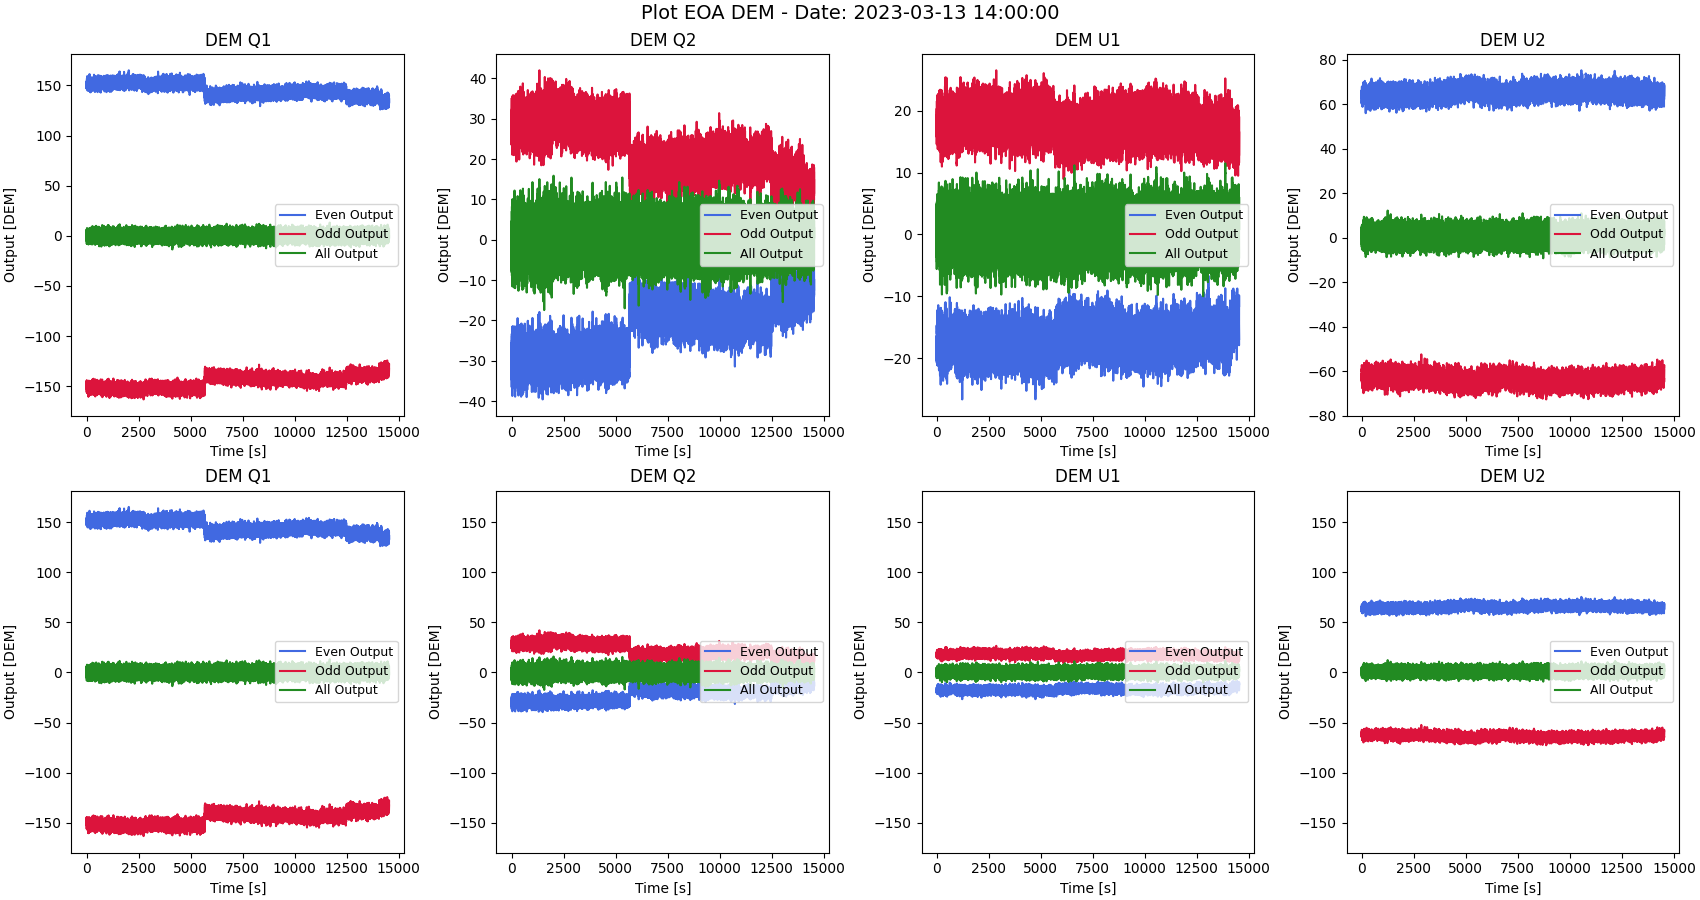 Plot EOA DEM - Date: 2023-03-13 14:00:00
DEM Q1
Output [DEM]
150
100
50
0
−50
−100
−150
Even Output
Odd Output
All Output
0 2500 5000 7500 10000 12500 15000
Time [s]
DEM Q2
Output [DEM]
40
30
20
10
0
−10
−20
−30
−40
Even Output
Odd Output
All Output
0 2500 5000 7500 10000 12500 15000
Time [s]
DEM U1
Output [DEM]
20
10
0
−10
−20
Even Output
Odd Output
All Output
0 2500 5000 7500 10000 12500 15000
Time [s]
DEM U2
Output [DEM]
80
60
40
20
0
−20
−40
−60
−80
Even Output
Odd Output
All Output
0 2500 5000 7500 10000 12500 15000
Time [s]
DEM Q1
Output [DEM]
150
100
50
0
−50
−100
−150
Even Output
Odd Output
All Output
0 2500 5000 7500 10000 12500 15000
Time [s]
DEM Q2
Output [DEM]
150
100
50
0
−50
−100
−150
Even Output
Odd Output
All Output
0 2500 5000 7500 10000 12500 15000
Time [s]
DEM U1
Output [DEM]
150
100
50
0
−50
−100
−150
Even Output
Odd Output
All Output
0 2500 5000 7500 10000 12500 15000
Time [s]
DEM U2
Output [DEM]
150
100
50
0
−50
−100
−150
Even Output
Odd Output
All Output
0 2500 5000 7500 10000 12500 15000
Time [s]